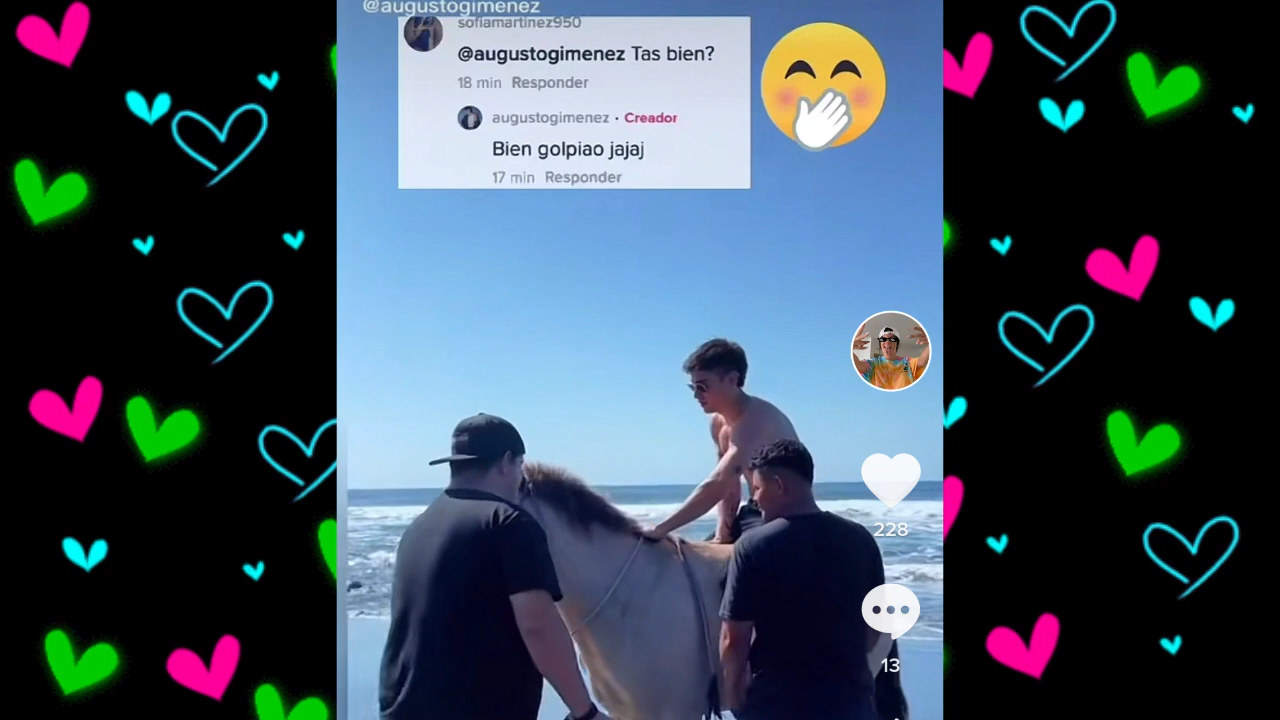 @augustogimenez
sofiamartinez950
@augustogimenez Tas bien?
18 min Responder
augustogimenez · Creador
Bien golpiao jajaj
17 min Responder
228
13